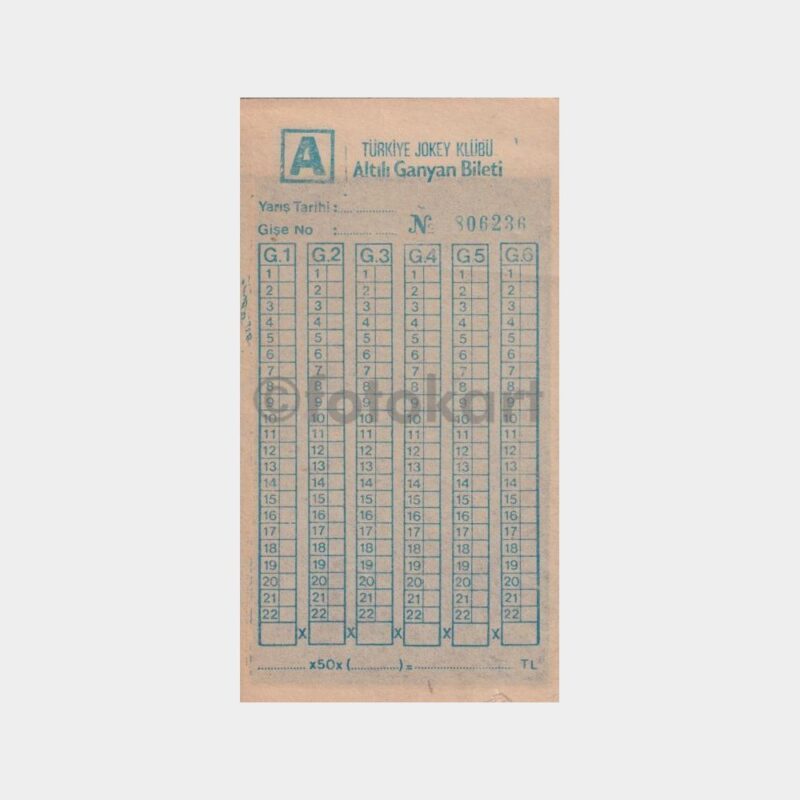 A
TÜRKİYE JOKEY KLÜBÜ
Altılı Ganyan Bileti
Yarış Tarihi :..... ............
Gişe No :......... ...... No 806236
G.1 G.2 G.3 G.4 G.5 G.6
1 1 1 1 1 1
2 2 2 2 2 2
3 3 3 3 3 3
4 4 4 4 4 4
5 5 5 5 5 5
6 6 6 6 6 6
7 7 7 7 7 7
8 8 8 8 8 8
9 9 9 9 9 9
©fotokart
10 10 10 10 10 10
11 11 11 11 11 11
12 12 12 12 12 12
13 13 13 13 13 13
14 14 14 14 14 14
15 15 15 15 15 15
16 16 16 16 16 16
17 17 17 17 17 17
18 18 18 18 18 18
19 19 19 19 19 19
20 20 20 20 20 20
21 21 21 21 21 21
22 22 22 22 22 22
x x x x x
............ x50x (............) = ........................ TL